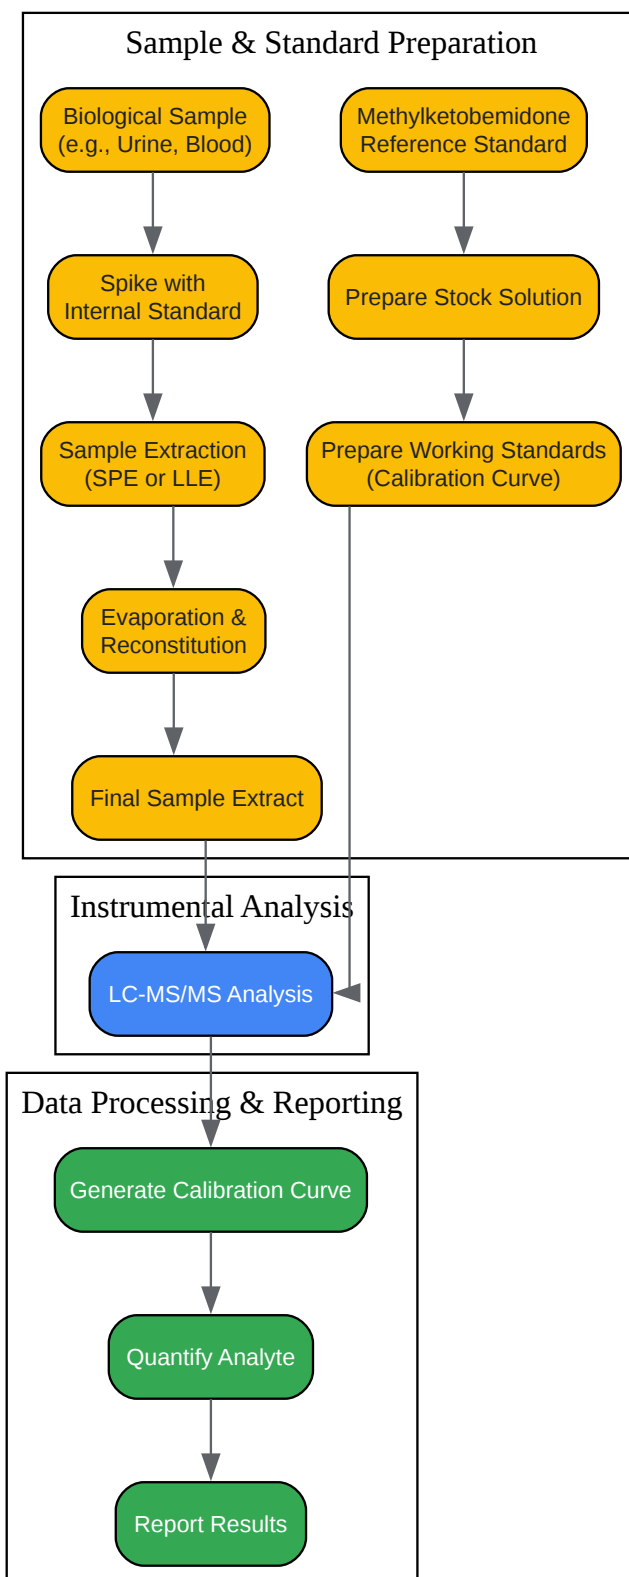 Sample & Standard Preparation
Biological Sample
(e.g., Urine, Blood)
Methylketobemidone
Reference Standard
Spike with
Internal Standard
Prepare Stock Solution
Sample Extraction
(SPE or LLE)
Prepare Working Standards
(Calibration Curve)
Evaporation &
Reconstitution
Final Sample Extract
Instrumental Analysis
LC-MS/MS Analysis
Data Processing & Reporting
Generate Calibration Curve
Quantify Analyte
Report Results